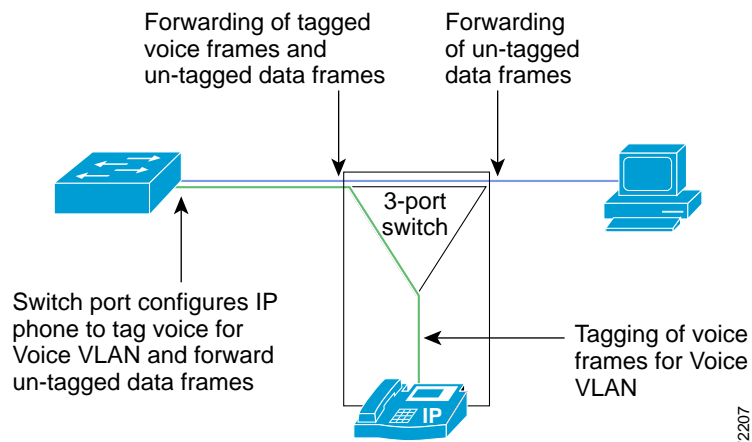 Forwarding of tagged
voice frames and
un-tagged data frames
Forwarding
of un-tagged
data frames
3-port
switch
Switch port configures IP
phone to tag voice for
Voice VLAN and forward
un-tagged data frames
Tagging of voice
frames for Voice
VLAN
IP
2207